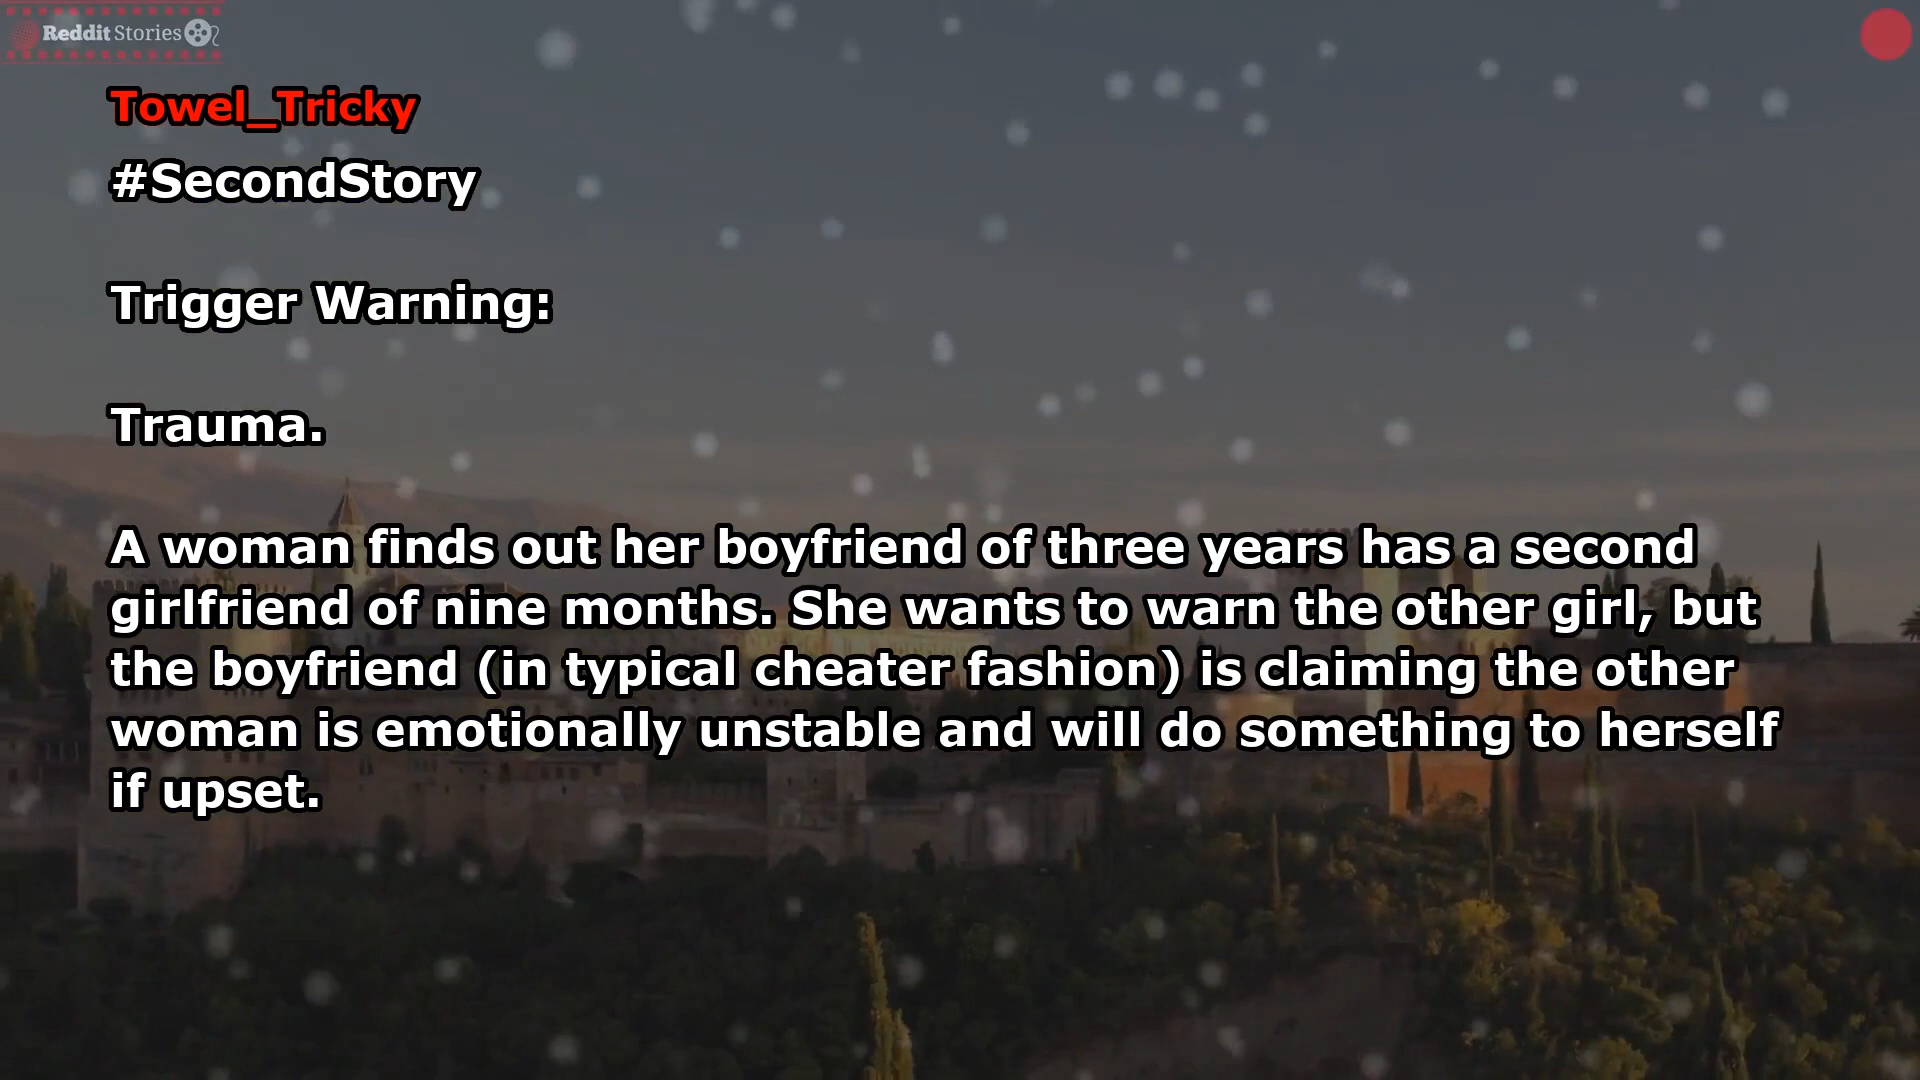 Reddit Stories
Towel_Tricky
#SecondStory
Trigger Warning:
Trauma.
A woman finds out her boyfriend of three years has a second
girlfriend of nine months. She wants to warn the other girl, but
the boyfriend (in typical cheater fashion) is claiming the other
woman is emotionally unstable and will do something to herself
if upset.